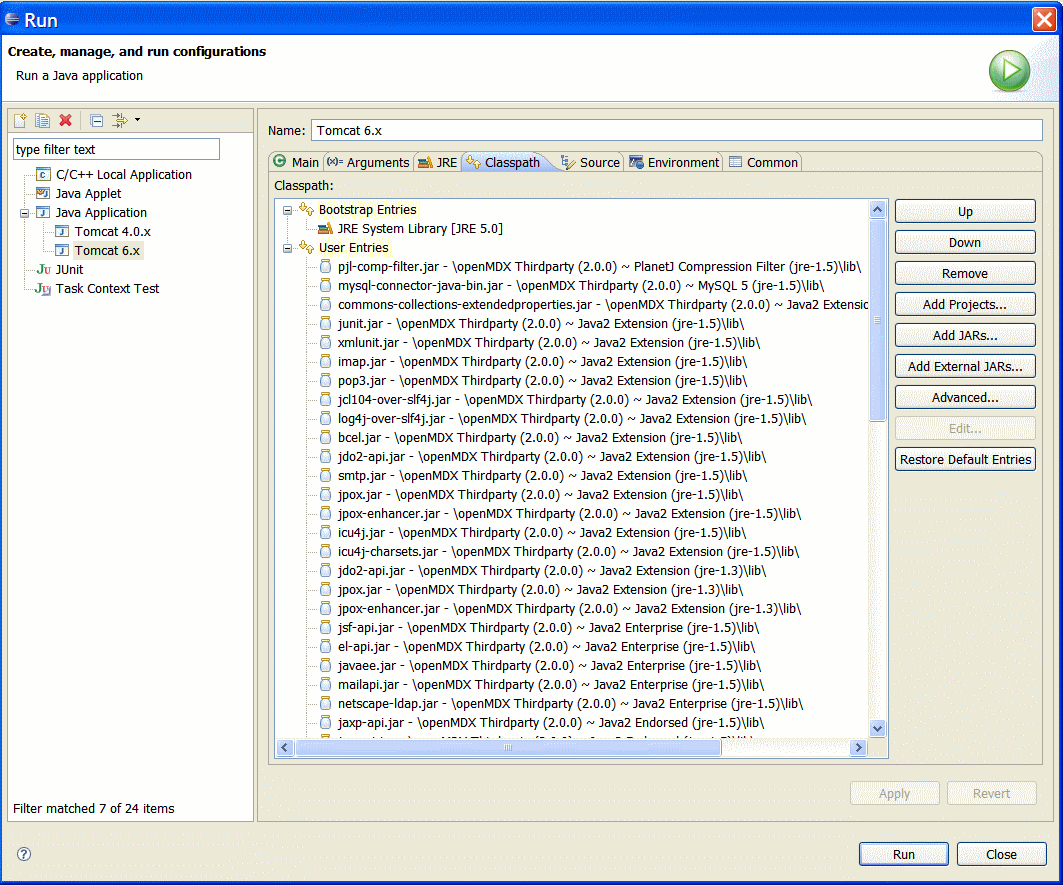 Run
Create, manage, and run configurations
Run a Java application
type filter text
C/C++ Local Application
Java Applet
Java Application
Tomcat 4.0.x
Tomcat 6.x
JUnit
Task Context Test
Filter matched 7 of 24 items
Name: Tomcat 6.x
Main (x)= Arguments JRE Classpath Source Environment Common
Classpath:
Bootstrap Entries
JRE System Library [JRE 5.0]
User Entries
pjl-comp-filter.jar - \openMDX Thirdparty (2.0.0) ~ PlanetJ Compression Filter (jre-1.5)\lib\
mysql-connector-java-bin.jar - \openMDX Thirdparty (2.0.0) ~ MySQL 5 (jre-1.5)\lib\
commons-collections-extendedproperties.jar - \openMDX Thirdparty (2.0.0) ~ Java2 Extensic
junit.jar - \openMDX Thirdparty (2.0.0) ~ Java2 Extension (jre-1.5)\lib\
xmlunit.jar - \openMDX Thirdparty (2.0.0) ~ Java2 Extension (jre-1.5)\lib\
imap.jar - \openMDX Thirdparty (2.0.0) ~ Java2 Extension (jre-1.5)\lib\
pop3.jar - \openMDX Thirdparty (2.0.0) ~ Java2 Extension (jre-1.5)\lib\
jcl104-over-slf4j.jar - \openMDX Thirdparty (2.0.0) ~ Java2 Extension (jre-1.5)\lib\
log4j-over-slf4j.jar - \openMDX Thirdparty (2.0.0) ~ Java2 Extension (jre-1.5)\lib\
bcel.jar - \openMDX Thirdparty (2.0.0) ~ Java2 Extension (jre-1.5)\lib\
jdo2-api.jar - \openMDX Thirdparty (2.0.0) ~ Java2 Extension (jre-1.5)\lib\
smtp.jar - \openMDX Thirdparty (2.0.0) ~ Java2 Extension (jre-1.5)\lib\
jpox.jar - \openMDX Thirdparty (2.0.0) ~ Java2 Extension (jre-1.5)\lib\
jpox-enhancer.jar - \openMDX Thirdparty (2.0.0) ~ Java2 Extension (jre-1.5)\lib\
icu4j.jar - \openMDX Thirdparty (2.0.0) ~ Java2 Extension (jre-1.5)\lib\
icu4j-charsets.jar - \openMDX Thirdparty (2.0.0) ~ Java2 Extension (jre-1.5)\lib\
jdo2-api.jar - \openMDX Thirdparty (2.0.0) ~ Java2 Extension (jre-1.3)\lib\
jpox.jar - \openMDX Thirdparty (2.0.0) ~ Java2 Extension (jre-1.3)\lib\
jpox-enhancer.jar - \openMDX Thirdparty (2.0.0) ~ Java2 Extension (jre-1.3)\lib\
jsf-api.jar - \openMDX Thirdparty (2.0.0) ~ Java2 Enterprise (jre-1.5)\lib\
el-api.jar - \openMDX Thirdparty (2.0.0) ~ Java2 Enterprise (jre-1.5)\lib\
javaee.jar - \openMDX Thirdparty (2.0.0) ~ Java2 Enterprise (jre-1.5)\lib\
mailapi.jar - \openMDX Thirdparty (2.0.0) ~ Java2 Enterprise (jre-1.5)\lib\
netscape-ldap.jar - \openMDX Thirdparty (2.0.0) ~ Java2 Enterprise (jre-1.5)\lib\
jaxp-api.jar - \openMDX Thirdparty (2.0.0) ~ Java2 Endorsed (jre-1.5)\lib\
Up
Down
Remove
Add Projects...
Add JARs...
Add External JARs...
Advanced...
Edit...
Restore Default Entries
Apply Revert
Run Close